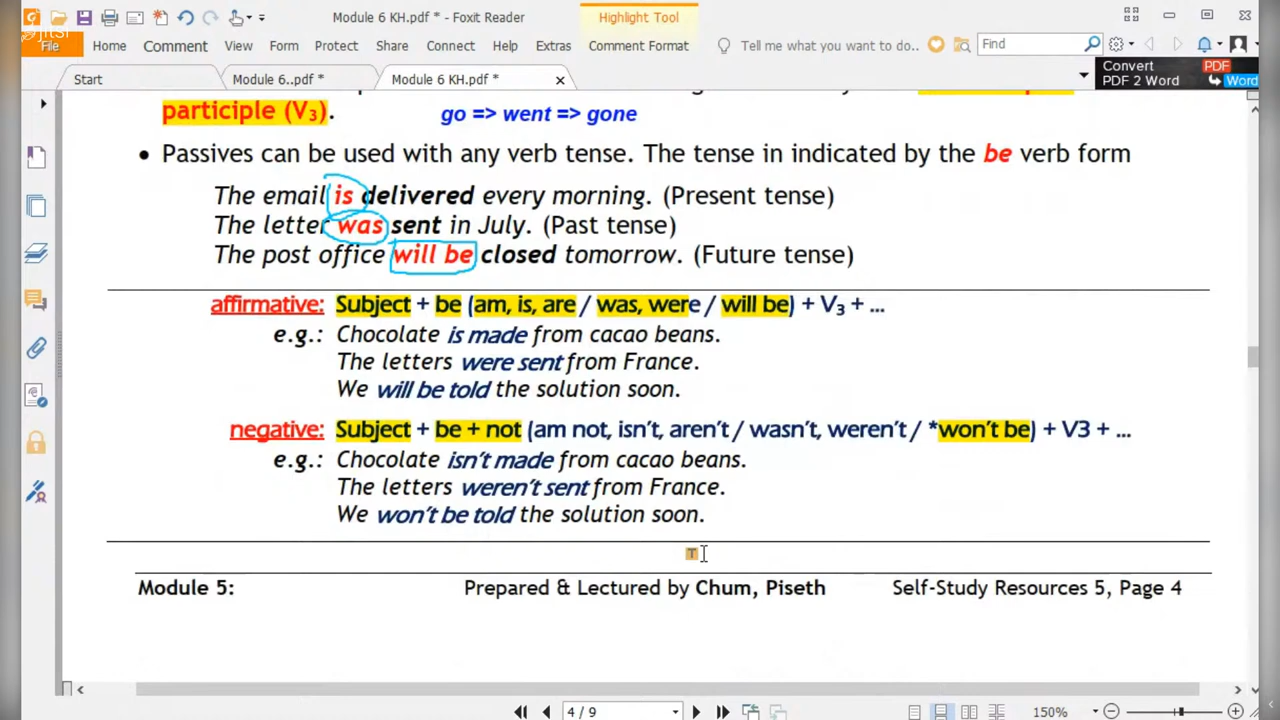 Module 6 KH.pdf * - Foxit Reader
Highlight Tool
Jitsi
File Home Comment View Form Protect Share Connect Help Extras Comment Format Tell me what you want to do.. Find
Start Module 6..pdf * Module 6 KH.pdf *
Convert PDF
PDF 2 Word Word
participle (V3). go => went => gone
• Passives can be used with any verb tense. The tense in indicated by the be verb form
The email is delivered every morning. (Present tense)
The letter was sent in July. (Past tense)
The post office will be closed tomorrow. (Future tense)
affirmative: Subject + be (am, is, are / was, were / will be) + V3 + ...
e.g.: Chocolate is made from cacao beans.
The letters were sent from France.
We will be told the solution soon.
negative: Subject + be + not (am not, isn't, aren't / wasn't, weren't / *won't be) + V3 + ...
e.g.: Chocolate isn't made from cacao beans.
The letters weren't sent from France.
We won't be told the solution soon.
T
Module 5: Prepared & Lectured by Chum, Piseth Self-Study Resources 5, Page 4
4 / 9 150%